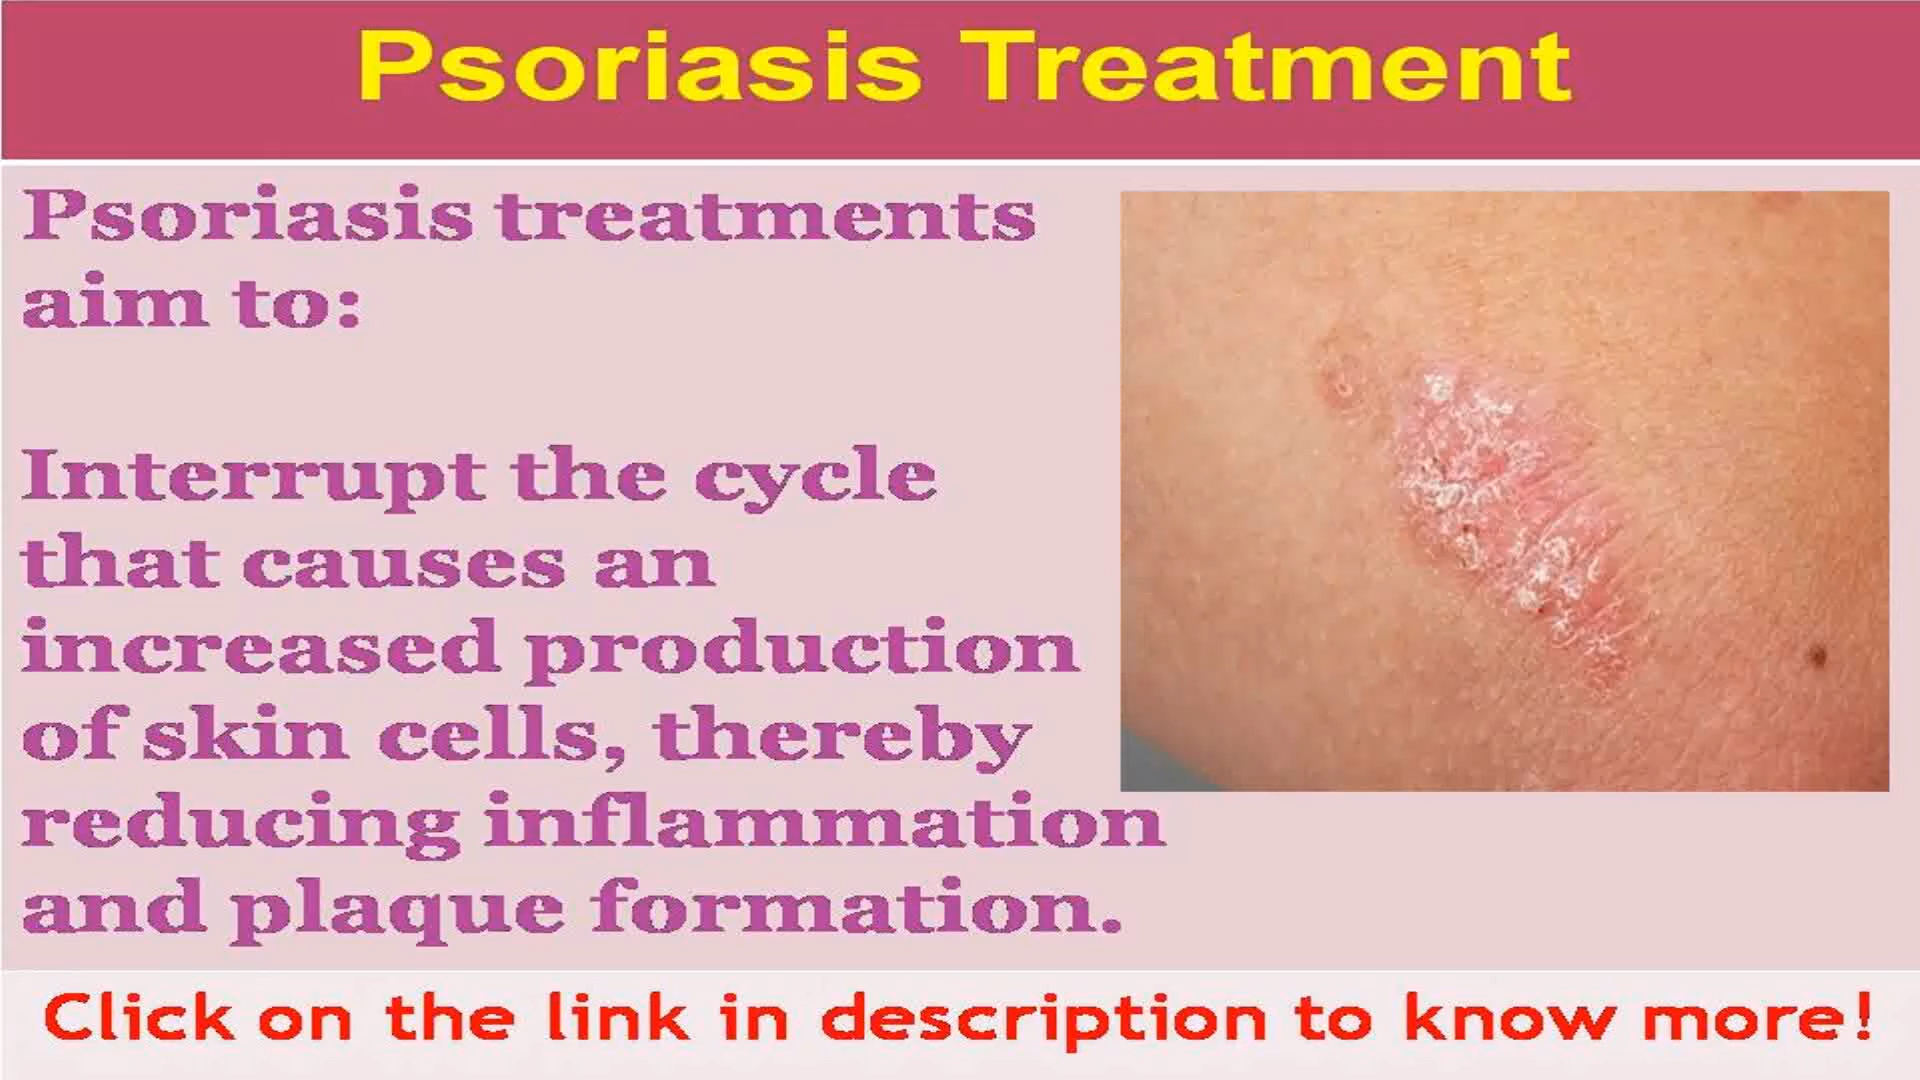 Psoriasis Treatment
Psoriasis treatments
aim to:
Interrupt the cycle
that causes an
increased production
of skin cells, thereby
reducing inflammation
and plaque formation.
Click on the link in description to know more!